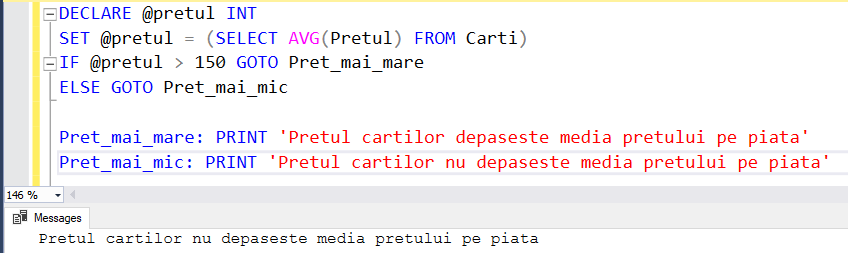 DECLARE @pretul INT
SET @pretul = (SELECT AVG(Pretul) FROM Carti)
IF @pretul > 150 GOTO Pret_mai_mare
ELSE GOTO Pret_mai_mic
Pret_mai_mare: PRINT 'Pretul cartilor depaseste media pretului pe piata'
Pret_mai_mic: PRINT 'Pretul cartilor nu depaseste media pretului pe piata'
146 %
Messages
Pretul cartilor nu depaseste media pretului pe piata